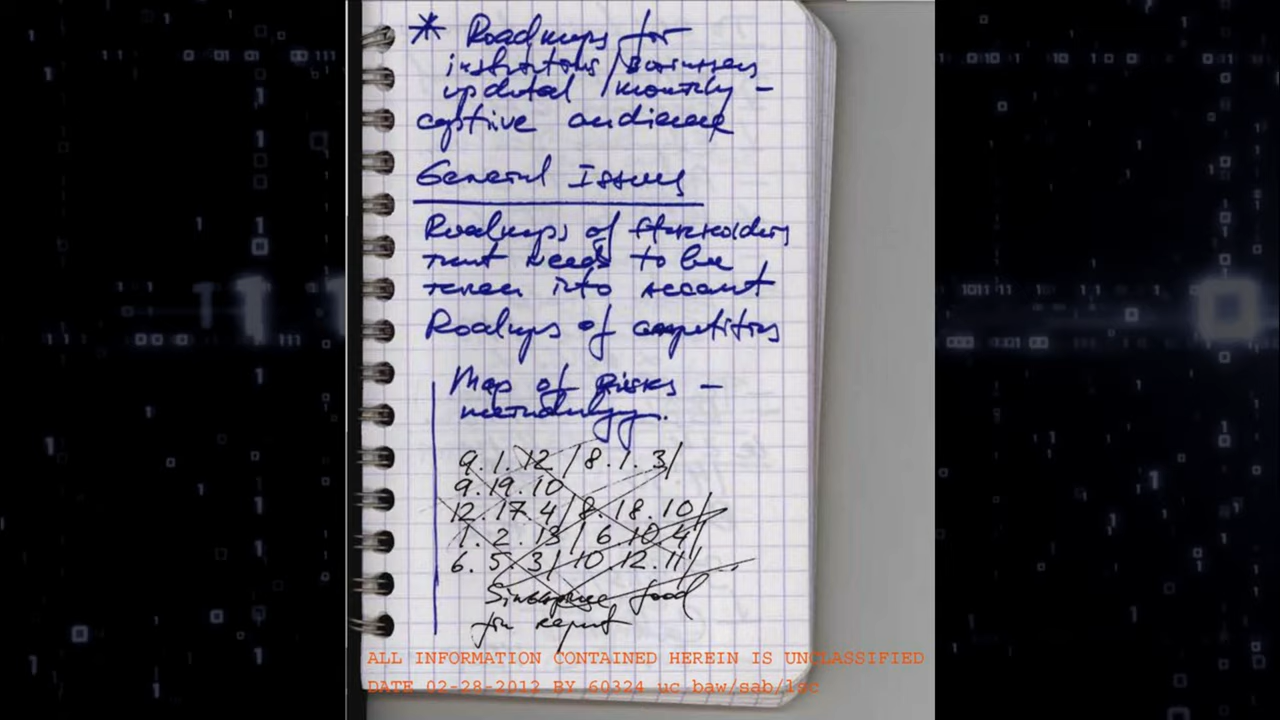 * Roadmaps for
institutions / businesses
updated / monthly –
captive audience
General Issues
Roadmaps of stakeholders
must needs to be
taken into account
Roadmaps of competitors
Map of Risks –
methodology.
9. 1. 12 / 8. 1. 3 /
9. 19. 10
12. 17. 4 / 8. 18. 10 /
1. 2. 13 / 6 10 4 /
6. 5 3 / 10 12. 11 /
Singapore food
for
ALL INFORMATION CONTAINED HEREIN IS UNCLASSIFIED
DATE 02-28-2012 BY 60324 uc baw/sab/lsc